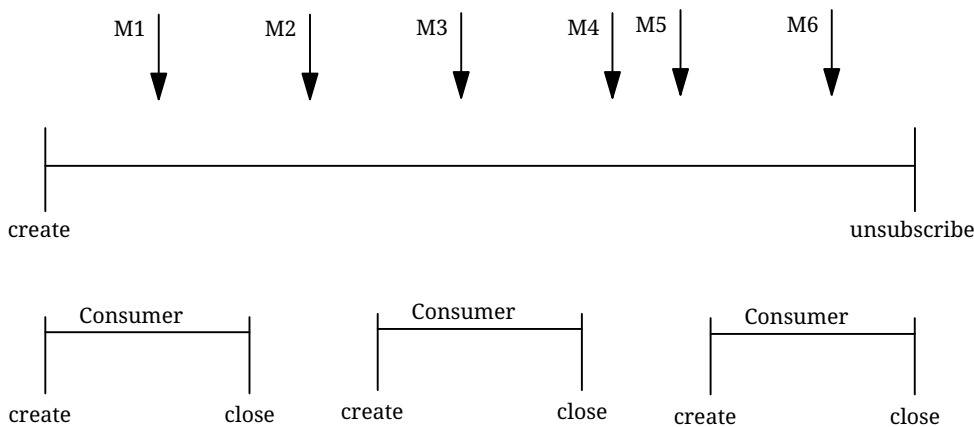 M1 M2 M3 M4 M5 M6
create unsubscribe
Consumer Consumer Consumer
create close create close create close